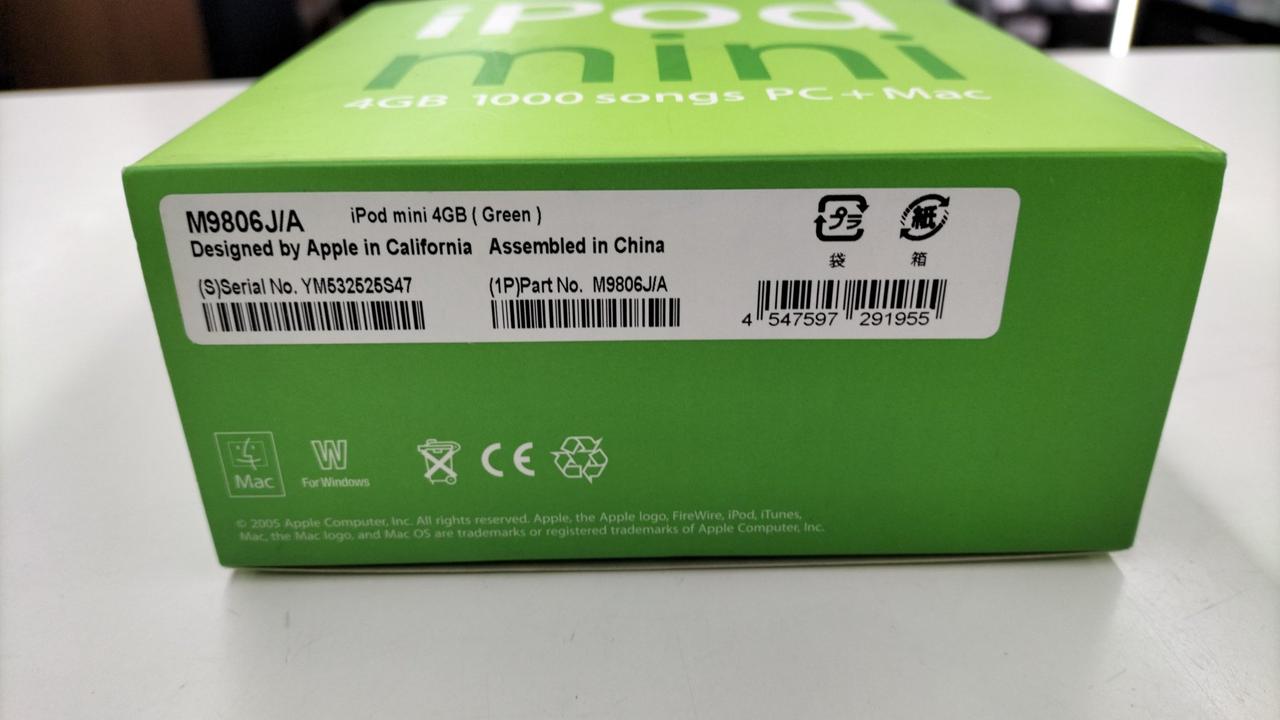 iPod
mini
4GB 1000 songs PC+Mac
M9806J/A iPod mini 4GB ( Green )
Designed by Apple in California Assembled in China
プラ 紙
袋 箱
(S)Serial No. YM532525S47 (1P)Part No. M9806J/A
4 547597 291955
Mac
W
For Windows
CE
© 2005 Apple Computer, Inc. All rights reserved. Apple, the Apple logo, FireWire, iPod, iTunes,
Mac, the Mac logo, and Mac OS are trademarks or registered trademarks of Apple Computer, Inc.